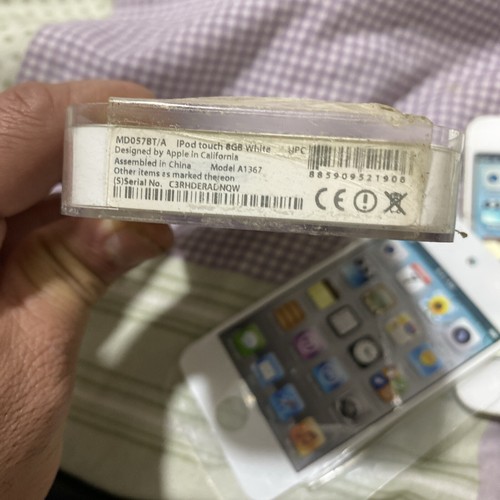 MD057BT/A iPod touch 8GB White UPC
Designed by Apple in California
Assembled in China Model A1367
Other items as marked thereon
(S)Serial No. C3RHDERALNQW
885909521906
CE